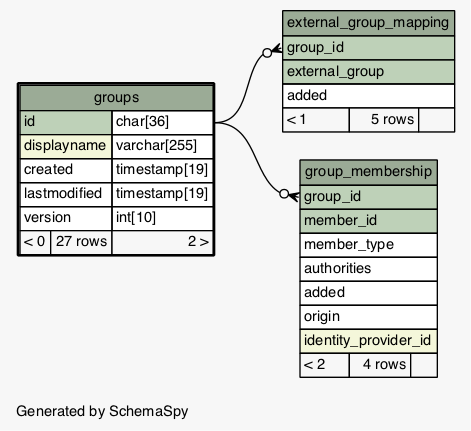 groups
id char[36]
displayname varchar[255]
created timestamp[19]
lastmodified timestamp[19]
version int[10]
< 0 27 rows 2 >
external_group_mapping
group_id
external_group
added
< 1 5 rows
group_membership
group_id
member_id
member_type
authorities
added
origin
identity_provider_id
< 2 4 rows
Generated by SchemaSpy